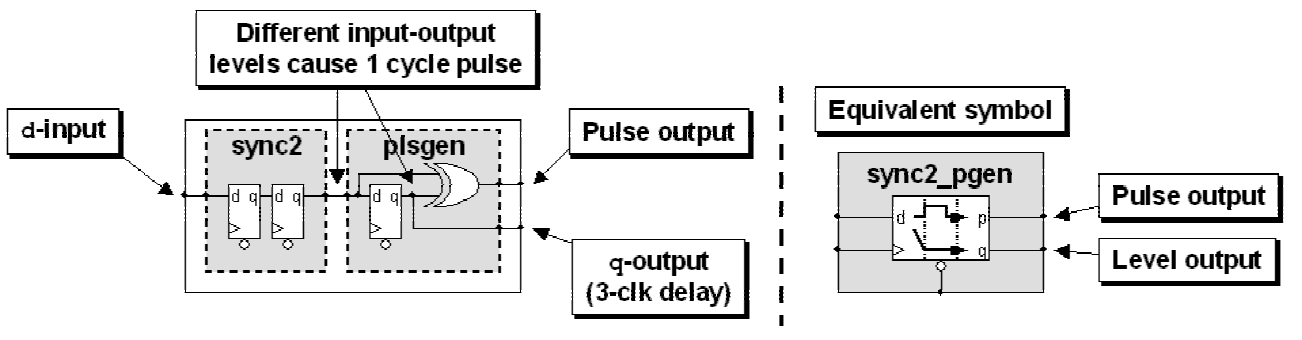 Different input-output
levels cause 1 cycle pulse
d-input
sync2
plsgen
d q
d q
d q
Pulse output
q-output
(3-clk delay)
Equivalent symbol
sync2_pgen
d
p
q
Pulse output
Level output